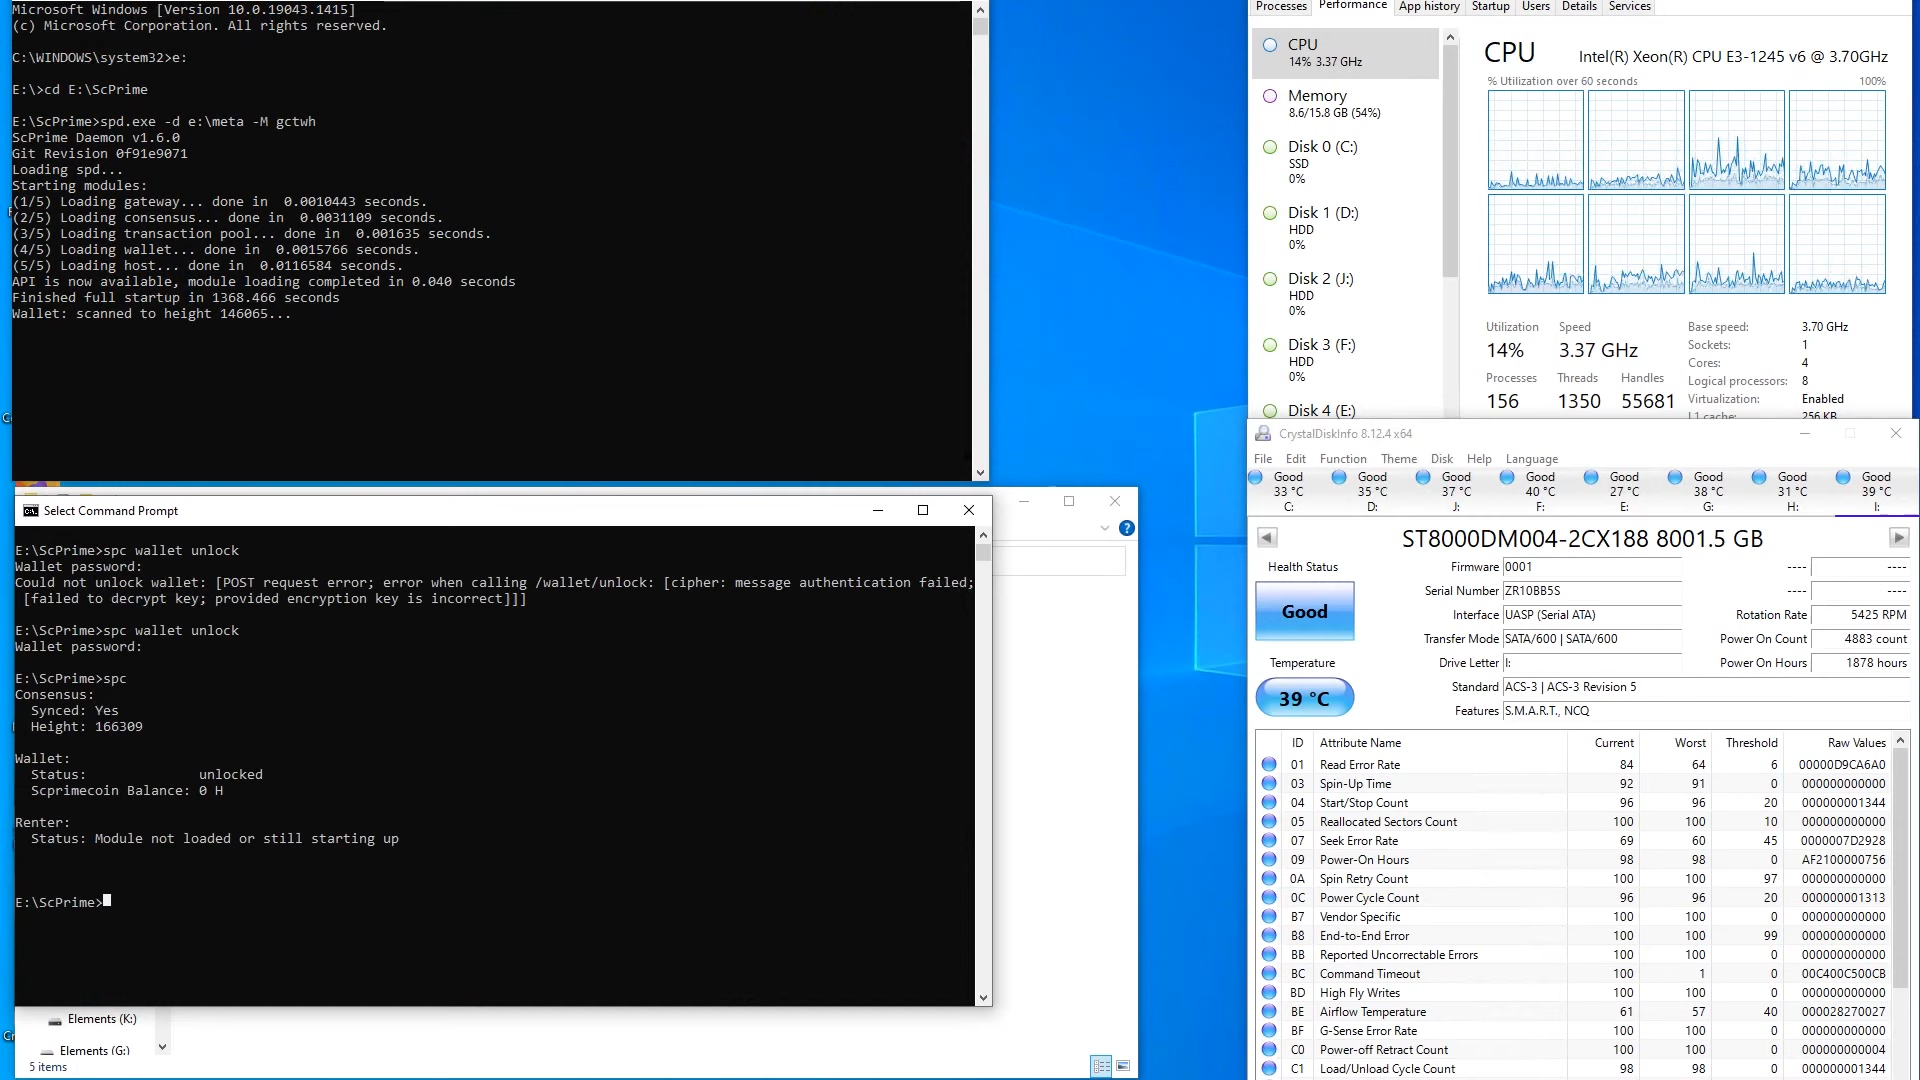 Microsoft Windows [Version 10.0.19043.1415]
(c) Microsoft Corporation. All rights reserved.
C:\WINDOWS\system32>e:
E:\>cd E:\ScPrime
E:\ScPrime>spd.exe -d e:\meta -M gctwh
ScPrime Daemon v1.6.0
Git Revision 0f91e9071
Loading spd...
Starting modules:
(1/5) Loading gateway... done in  0.0010443 seconds.
(2/5) Loading consensus... done in  0.0031109 seconds.
(3/5) Loading transaction pool... done in  0.001635 seconds.
(4/5) Loading wallet... done in  0.0015766 seconds.
(5/5) Loading host... done in  0.0116584 seconds.
API is now available, module loading completed in 0.040 seconds
Finished full startup in 1368.466 seconds
Wallet: scanned to height 146065...
Select Command Prompt
E:\ScPrime>spc wallet unlock
Wallet password:
Could not unlock wallet: [POST request error; error when calling /wallet/unlock: [cipher: message authentication failed;
[failed to decrypt key; provided encryption key is incorrect]]]
E:\ScPrime>spc wallet unlock
Wallet password:
E:\ScPrime>spc
Consensus:
Synced: Yes
Height: 166309
Wallet:
Status: unlocked
Scprimecoin Balance: 0 H
Renter:
Status: Module not loaded or still starting up
E:\ScPrime>
Elements (K:)
Elements (G:)
5 items
Processes Performance App history Startup Users Details Services
CPU
14% 3.37 GHz
Memory
8.6/15.8 GB (54%)
Disk 0 (C:)
SSD
0%
Disk 1 (D:)
HDD
0%
Disk 2 (J:)
HDD
0%
Disk 3 (F:)
HDD
0%
Disk 4 (E:)
CPU Intel(R) Xeon(R) CPU E3-1245 v6 @ 3.70GHz
% Utilization over 60 seconds 100%
Utilization Speed
14% 3.37 GHz
Processes Threads Handles
156 1350 55681
Base speed: 3.70 GHz
Sockets: 1
Cores: 4
Logical processors: 8
Virtualization: Enabled
L1 cache: 256 KB
CrystalDiskInfo 8.12.4 x64
File Edit Function Theme Disk Help Language
Good Good Good Good Good Good Good Good
33 °C 35 °C 37 °C 40 °C 27 °C 38 °C 31 °C 39 °C
C: D: J: F: E: G: H: I:
ST8000DM004-2CX188 8001.5 GB
Health Status
Good
Temperature
39 °C
Firmware 0001 ---- ----
Serial Number ZR10BB5S ---- ----
Interface UASP (Serial ATA) Rotation Rate 5425 RPM
Transfer Mode SATA/600 | SATA/600 Power On Count 4883 count
Drive Letter I: Power On Hours 1878 hours
Standard ACS-3 | ACS-3 Revision 5
Features S.M.A.R.T., NCQ
ID Attribute Name Current Worst Threshold Raw Values
01 Read Error Rate 84 64 6 00000D9CA6A0
03 Spin-Up Time 92 91 0 000000000000
04 Start/Stop Count 96 96 20 000000001344
05 Reallocated Sectors Count 100 100 10 000000000000
07 Seek Error Rate 69 60 45 0000007D2928
09 Power-On Hours 98 98 0 AF2100000756
0A Spin Retry Count 100 100 97 000000000000
0C Power Cycle Count 96 96 20 000000001313
B7 Vendor Specific 100 100 0 000000000000
B8 End-to-End Error 100 100 99 000000000000
BB Reported Uncorrectable Errors 100 100 0 000000000000
BC Command Timeout 100 1 0 00C400C500CB
BD High Fly Writes 100 100 0 000000000000
BE Airflow Temperature 61 57 40 000028270027
BF G-Sense Error Rate 100 100 0 000000000000
C0 Power-off Retract Count 100 100 0 000000000004
C1 Load/Unload Cycle Count 98 98 0 000000001344